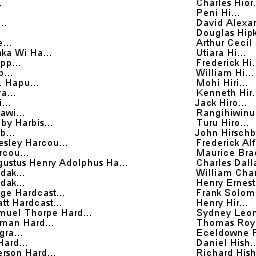 Charles Hior...
Peni Hi...
David Alexan
Douglas Hipk
e... Arthur Cecil
aka Wi Ha... Utiara Hi...
pp... Frederick Hi.
o... William Hi...
. Hapu... Mohi Hiri...
ra... Kenneth Hir.
i... Jack Hiro...
awi... Rangihiwinu
by Harbis... Turu Hiro...
b... John Hirschb
esley Harcou... Frederick Alf
rcou... Maurice Brad
gustus Henry Adolphus Ha... Charles Dalla
dak... William Char
dak... Henry Ernest
ge Hardcast... Frank Solom
att Hardcast... Henry Hir...
muel Thorpe Hard... Sydney Leon
man Hard... Thomas Roy
gra... Eceldowne F
Hard... Daniel Hish..
erson Hard... Richard Hish